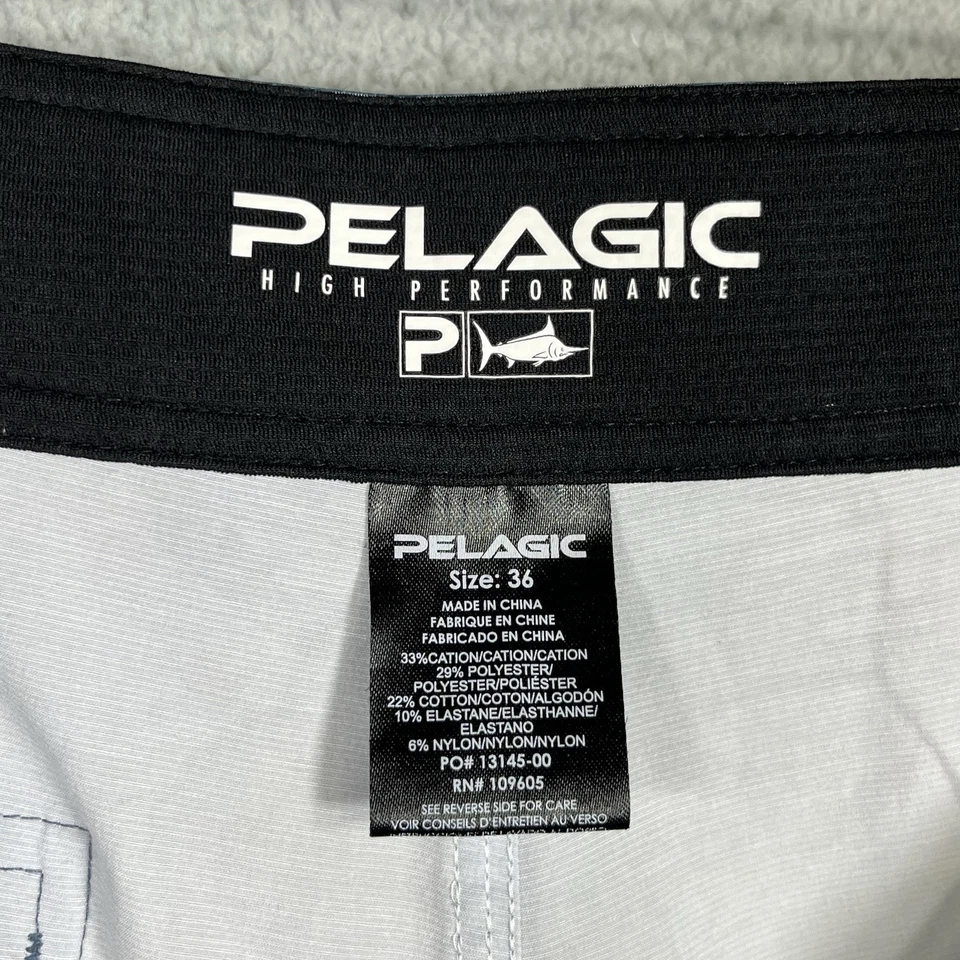 PELAGIC
HIGH PERFORMANCE
P
PELAGIC
Size: 36
MADE IN CHINA
FABRIQUE EN CHINE
FABRICADO EN CHINA
33%CATION/CATION/CATION
29% POLYESTER/
POLYESTER/POLIÉSTER
22% COTTON/COTON/ALGODÓN
10% ELASTANE/ELASTHANNE/
ELASTANO
6% NYLON/NYLON/NYLON
PO# 13145-00
RN# 109605
SEE REVERSE SIDE FOR CARE
VOIR CONSEILS D'ENTRETIEN AU VERSO